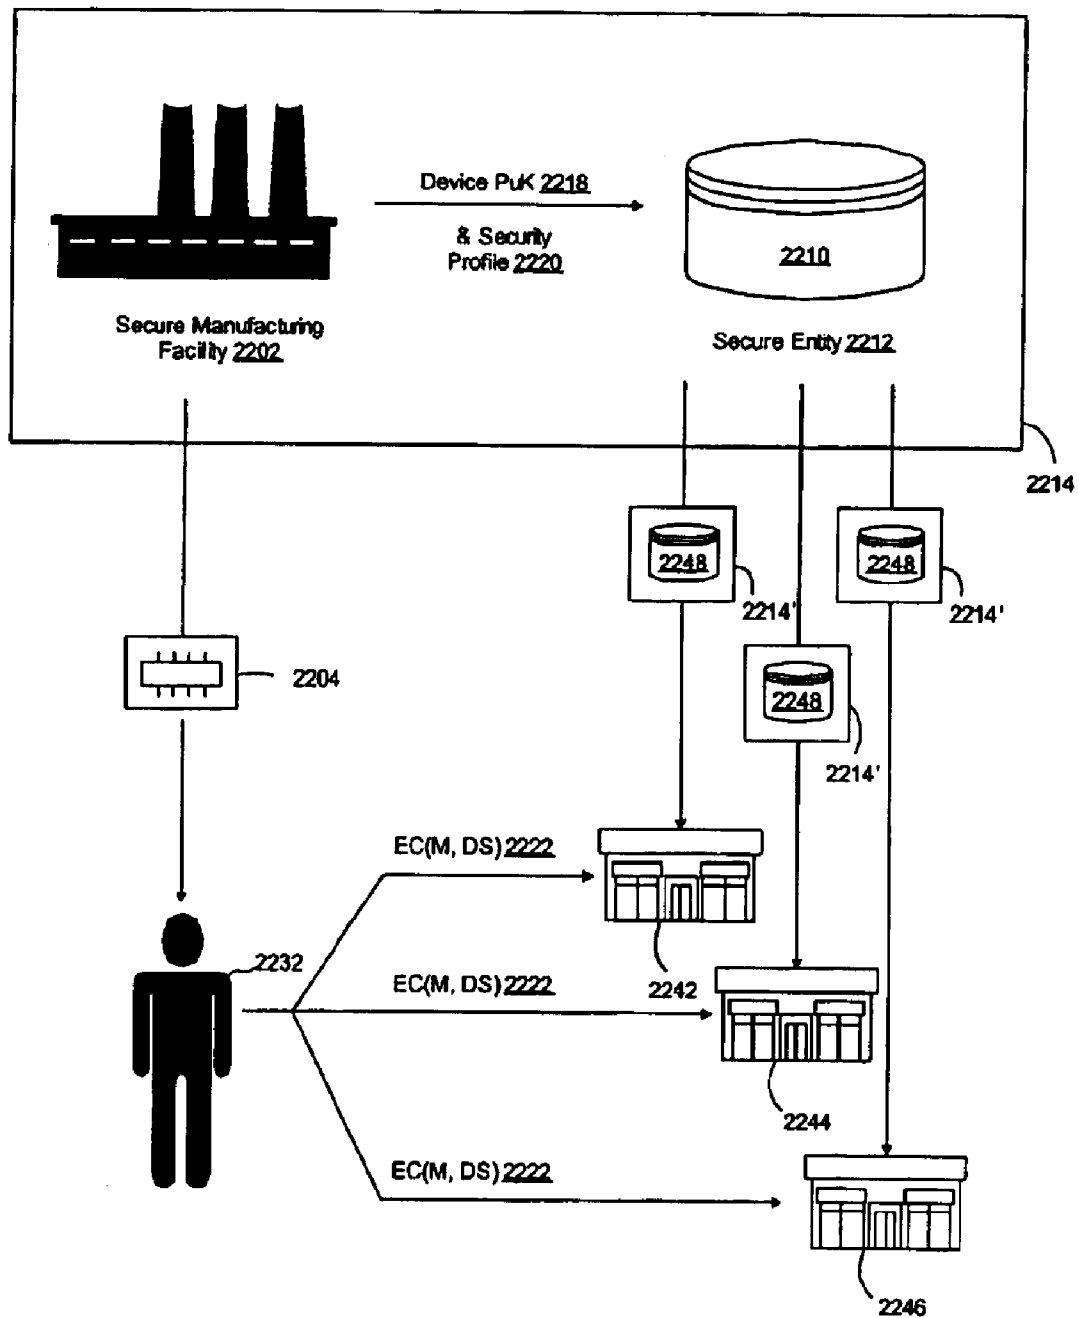 Device PuK 2218
& Security
Profile 2220
2210
Secure Manufacturing
Facility 2202
Secure Entity 2212
2214
2248
2248
2214'
2214'
2204
2248
2214'
EC(M, DS) 2222
2232
2242
EC(M, DS) 2222
2244
EC(M, DS) 2222
2246